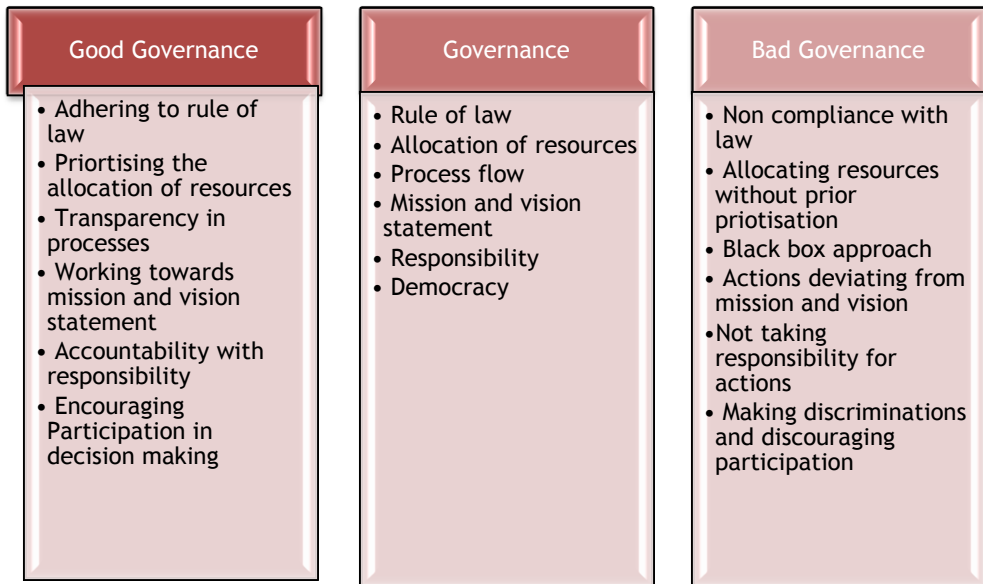 Good Governance
• Adhering to rule of
law
• Priortising the
allocation of resources
• Transparency in
processes
• Working towards
mission and vision
statement
• Accountability with
responsibility
• Encouraging
Participation in
decision making
Governance
• Rule of law
• Allocation of resources
• Process flow
• Mission and vision
statement
• Responsibility
• Democracy
Bad Governance
• Non compliance with
law
• Allocating resources
without prior
priotisation
• Black box approach
• Actions deviating from
mission and vision
•Not taking
responsibility for
actions
• Making discriminations
and discouraging
participation